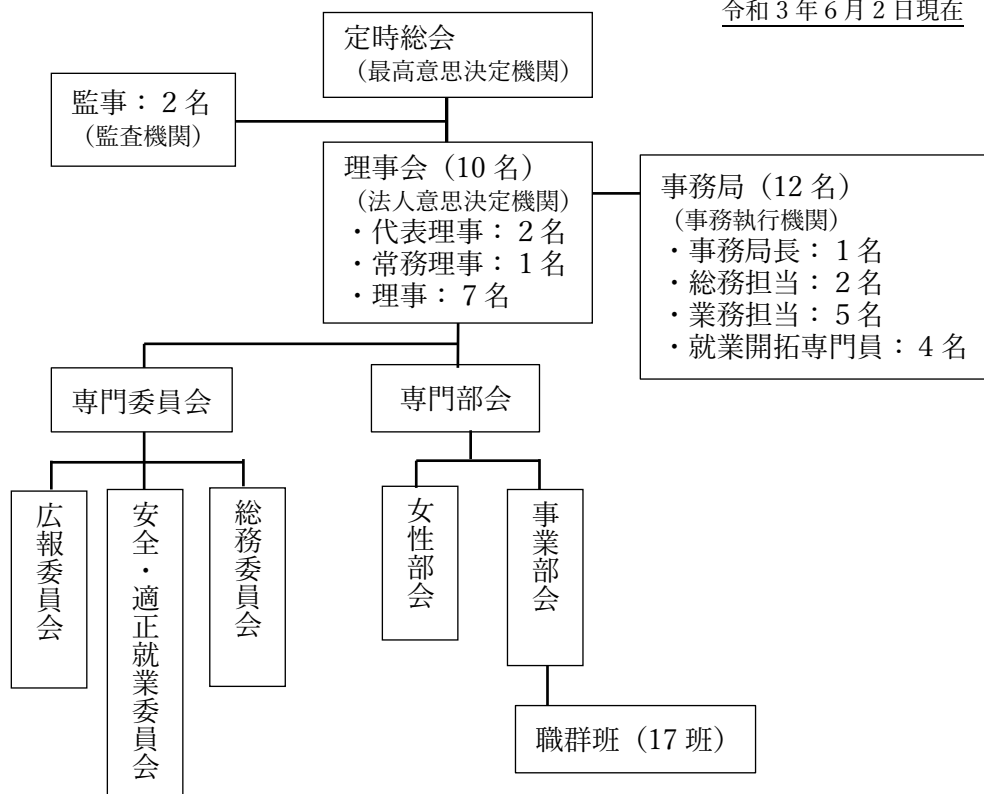 令和３年６月２日現在
定時総会
（最高意思決定機関）
監事：２名
（監査機関）
理事会（10 名）
（法人意思決定機関）
・代表理事：２名
・常務理事：１名
・理事：７名
事務局（12 名）
（事務執行機関）
・事務局長：１名
・総務担当：２名
・業務担当：５名
・就業開拓専門員：４名
専門委員会
専門部会
広報委員会
安全・適正就業委員会
総務委員会
女性部会
事業部会
職群班（17 班）